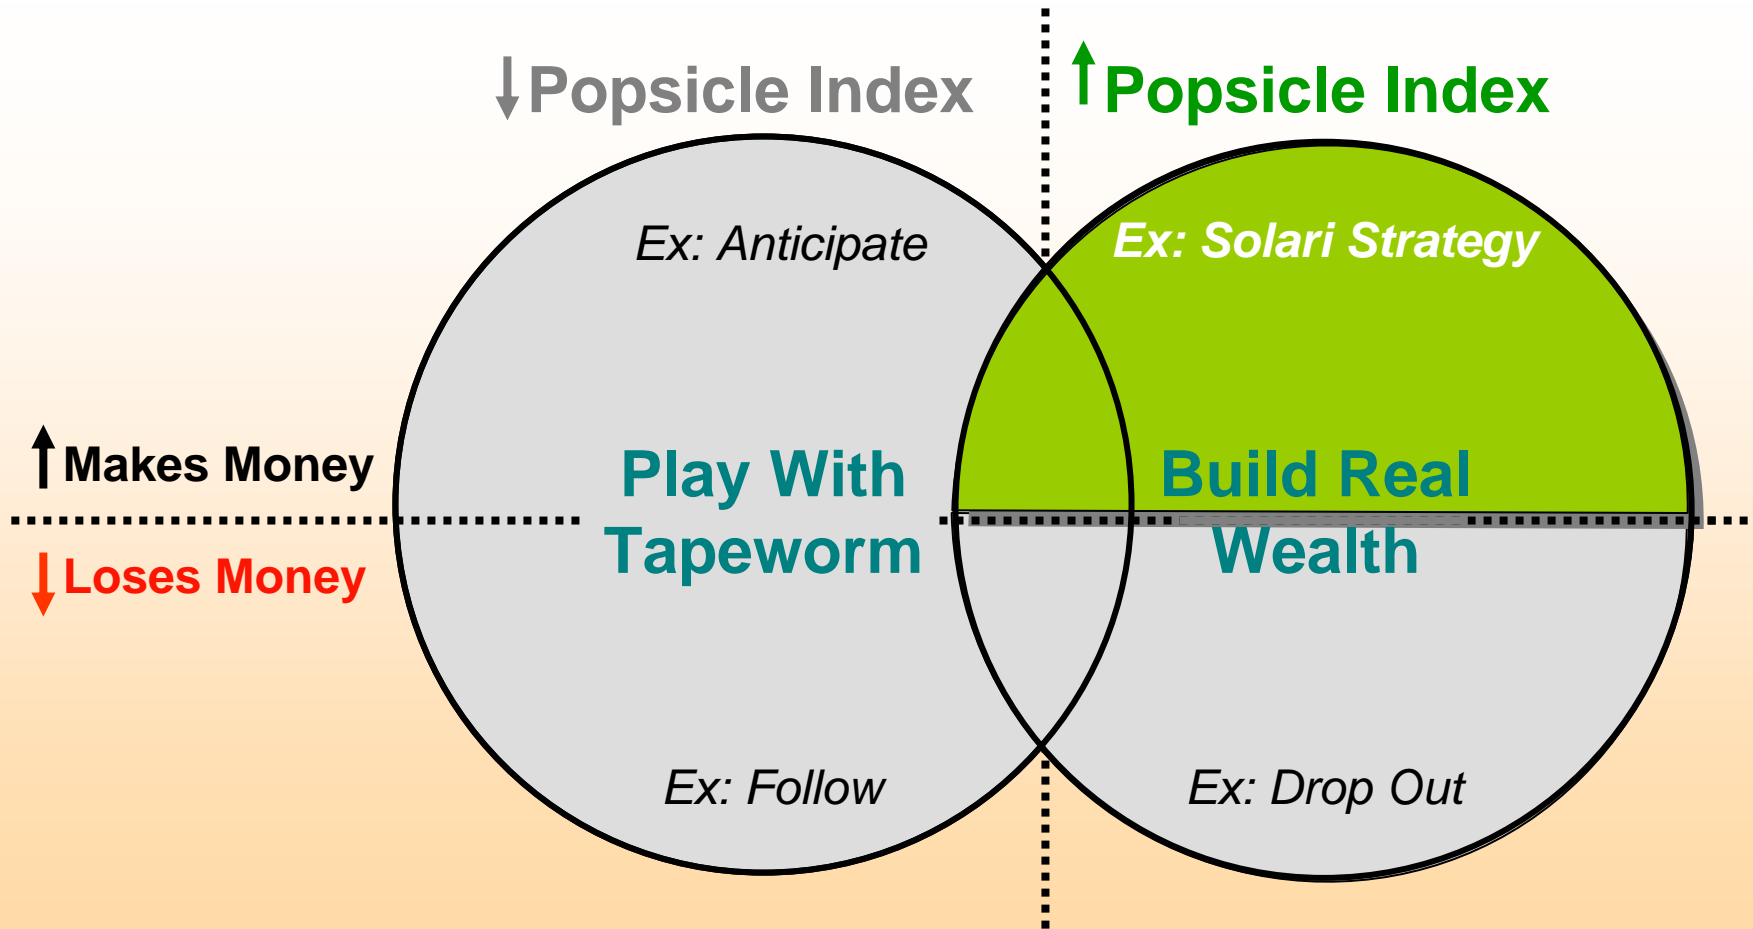 ↓Popsicle Index
↑Popsicle Index
Ex: Anticipate
Ex: Solari Strategy
↑Makes Money
↓Loses Money
Play With
Tapeworm
Build Real
Wealth
Ex: Follow
Ex: Drop Out